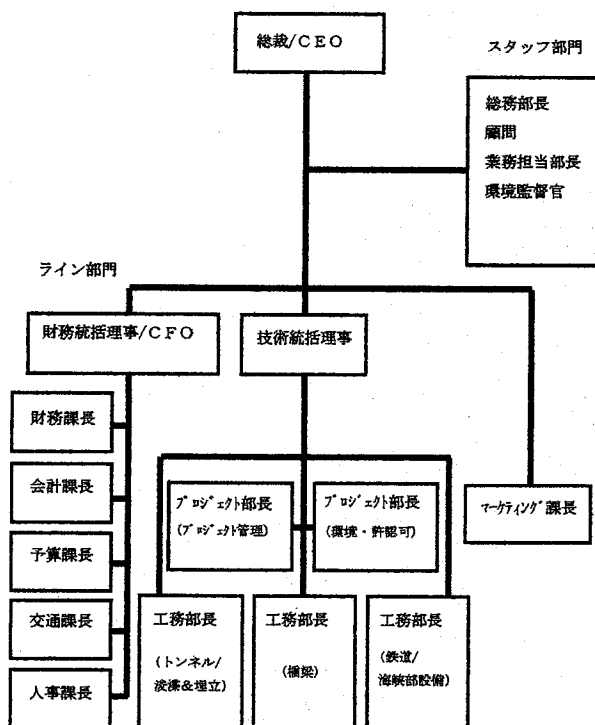 総裁/CEO
スタッフ部門
総務部長
顧問
業務担当部長
環境監督官
ライン部門
財務統括理事/CFO
技術統括理事
財務課長
会計課長
予算課長
交通課長
人事課長
ﾌﾟﾛｼﾞｪｸﾄ部長
(ﾌﾟﾛｼﾞｪｸﾄ管理)
ﾌﾟﾛｼﾞｪｸﾄ部長
(環境・許認可)
ﾏｰｹﾃｨﾝｸﾞ課長
工務部長
(トンネル/
浚渫&埋立)
工務部長
(橋梁)
工務部長
(鉄道/
海峡部設備)